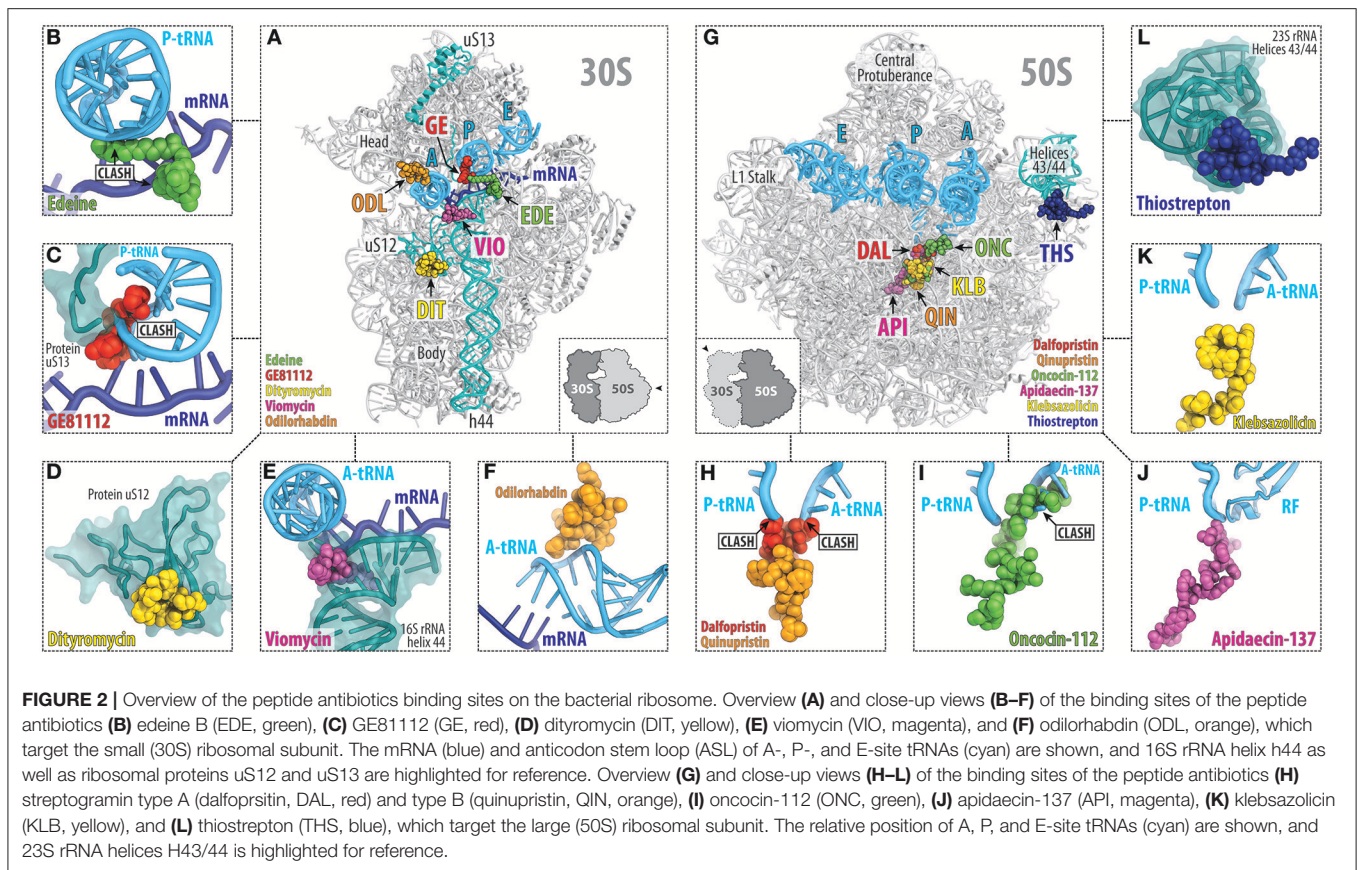 B
P-tRNA
mRNA
CLASH
Edeine
A
uS13
30S
GE
P
E
Head
A
mRNA
ODL
EDE
VIO
uS12
DIT
Body
h44
Edeine
GE81112
Dityromycin
Viomycin
Odilorhabdin
30S 50S
G
Central
Protuberance
50S
E
P
A
L1 Stalk
Helices
43/44
DAL
ONC
THS
KLB
QIN
API
Dalfopristin
Qinupristin
Oncocin-112
Apidaecin-137
Klebsazolicin
Thiostrepton
30S 50S
L
23S rRNA
Helices 43/44
Thiostrepton
C
P-tRNA
CLASH
Protein
uS13
mRNA
GE81112
K
P-tRNA
A-tRNA
Klebsazolicin
D
Protein uS12
Dityromycin
E
A-tRNA
mRNA
16S rRNA
helix 44
Viomycin
F
Odilorhabdin
A-tRNA
mRNA
H
P-tRNA
A-tRNA
CLASH
CLASH
Dalfopristin
Quinupristin
I
A-tRNA
P-tRNA
CLASH
Oncocin-112
J
P-tRNA
RF
Apidaecin-137
FIGURE 2 | Overview of the peptide antibiotics binding sites on the bacterial ribosome. Overview (A) and close-up views (B–F) of the binding sites of the peptide
antibiotics (B) edeine B (EDE, green), (C) GE81112 (GE, red), (D) dityromycin (DIT, yellow), (E) viomycin (VIO, magenta), and (F) odilorhabdin (ODL, orange), which
target the small (30S) ribosomal subunit. The mRNA (blue) and anticodon stem loop (ASL) of A-, P-, and E-site tRNAs (cyan) are shown, and 16S rRNA helix h44 as
well as ribosomal proteins uS12 and uS13 are highlighted for reference. Overview (G) and close-up views (H–L) of the binding sites of the peptide antibiotics (H)
streptogramin type A (dalfoprsitin, DAL, red) and type B (quinupristin, QIN, orange), (I) oncocin-112 (ONC, green), (J) apidaecin-137 (API, magenta), (K) klebsazolicin
(KLB, yellow), and (L) thiostrepton (THS, blue), which target the large (50S) ribosomal subunit. The relative position of A, P, and E-site tRNAs (cyan) are shown, and
23S rRNA helices H43/44 is highlighted for reference.